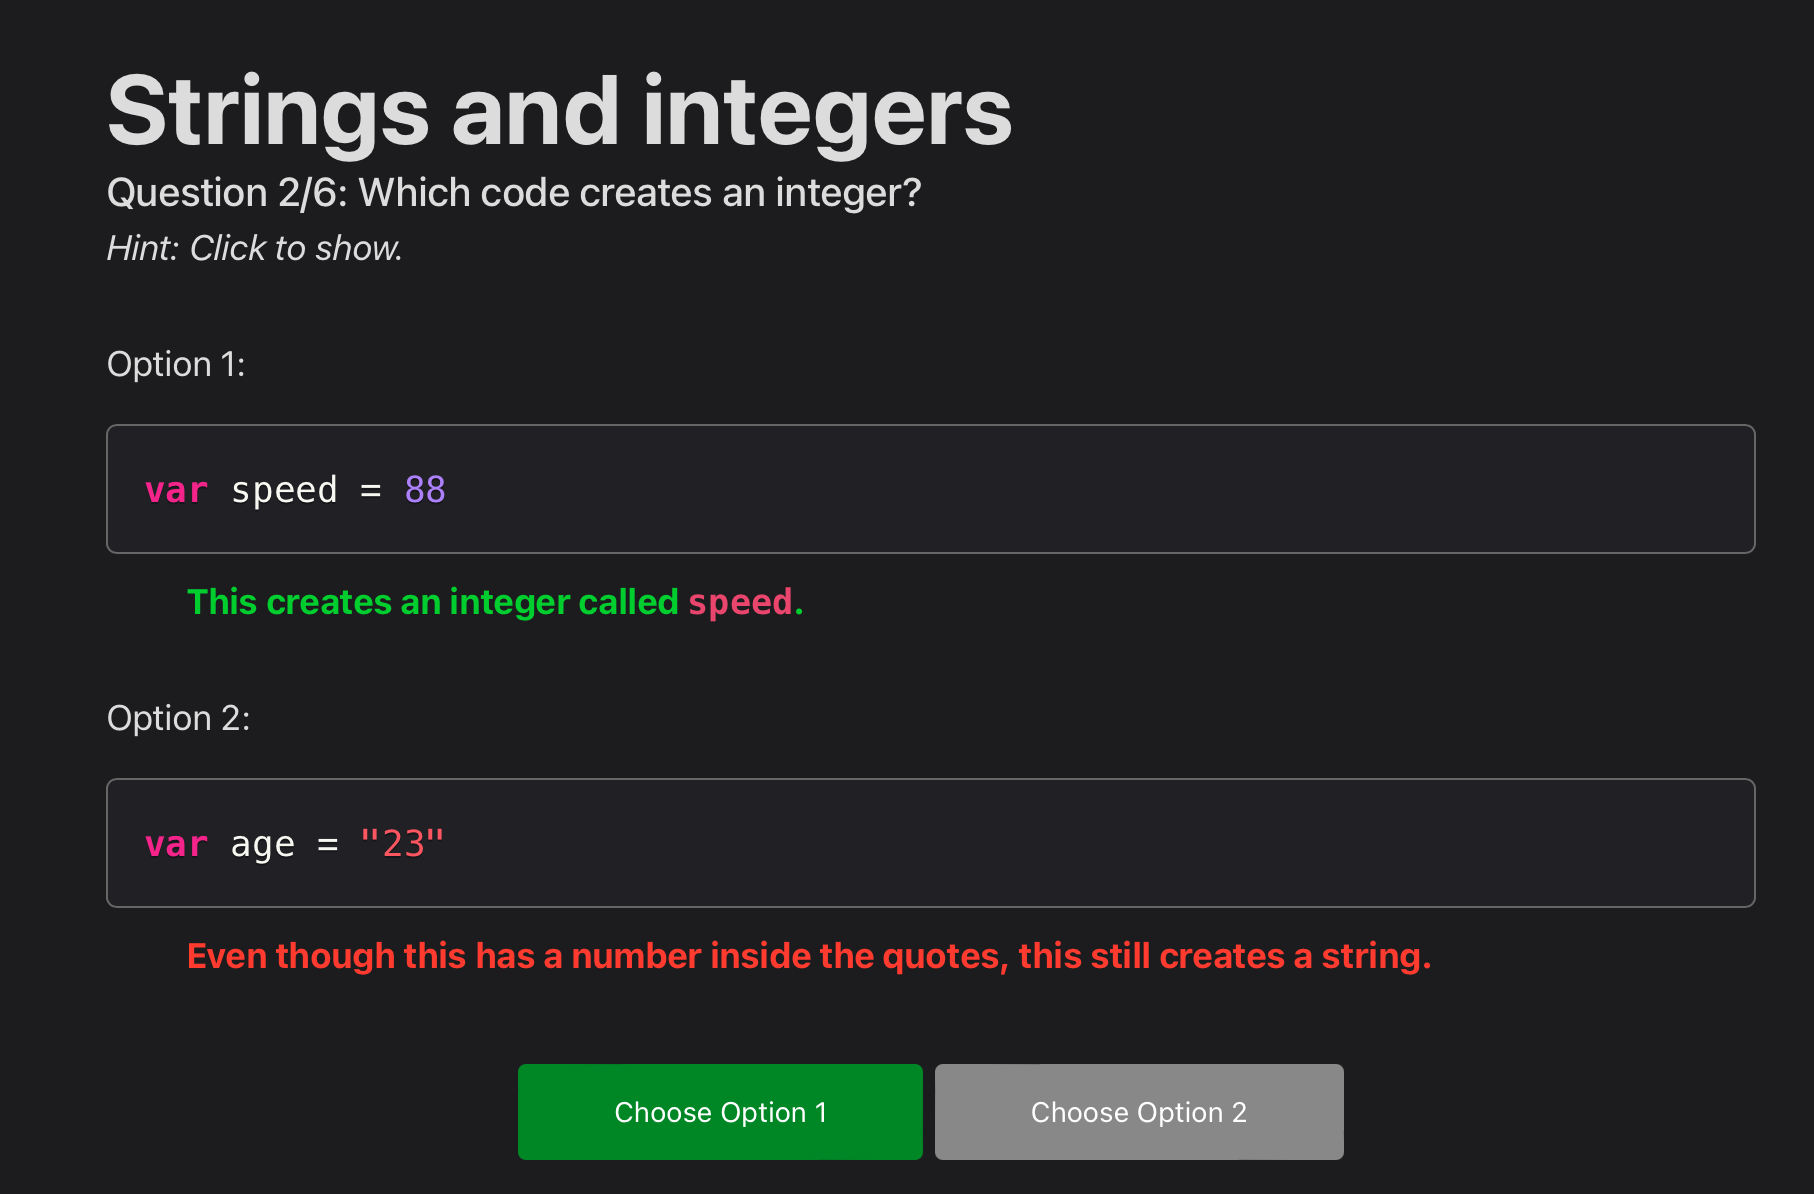 Strings and integers
Question 2/6: Which code creates an integer?
Hint: Click to show.
Option 1:
var speed = 88
This creates an integer called speed.
Option 2:
var age = "23"
Even though this has a number inside the quotes, this still creates a string.
Choose Option 1
Choose Option 2